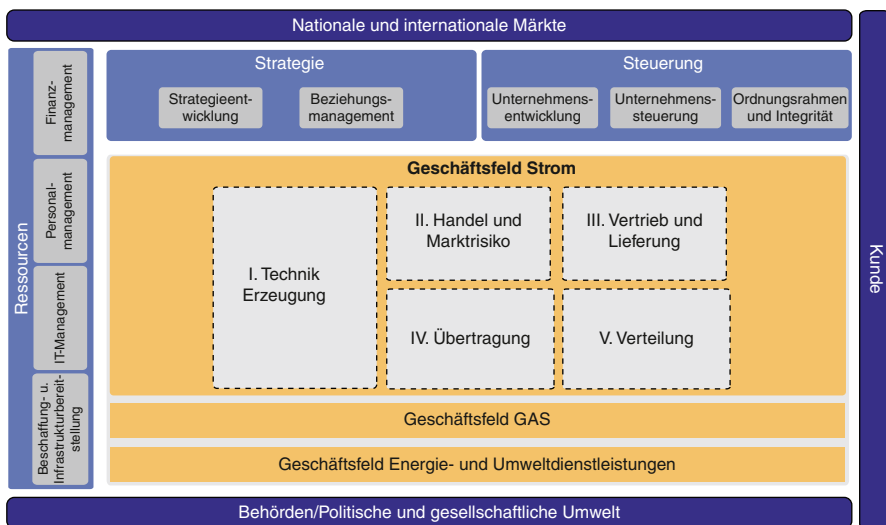 Nationale und internationale Märkte
Ressourcen
Finanz-
management
Personal-
management
IT-Management
Beschaffung- u.
Infrastrukturbereit-
stellung
Strategie
Strategieent-
wicklung
Beziehungs-
management
Steuerung
Unternehmens-
entwicklung
Unternehmens-
steuerung
Ordnungsrahmen
und Integrität
Geschäftsfeld Strom
I. Technik
Erzeugung
II. Handel und
Marktrisiko
III. Vertrieb und
Lieferung
IV. Übertragung
V. Verteilung
Geschäftsfeld GAS
Geschäftsfeld Energie- und Umweltdienstleistungen
Kunde
Behörden/Politische und gesellschaftliche Umwelt